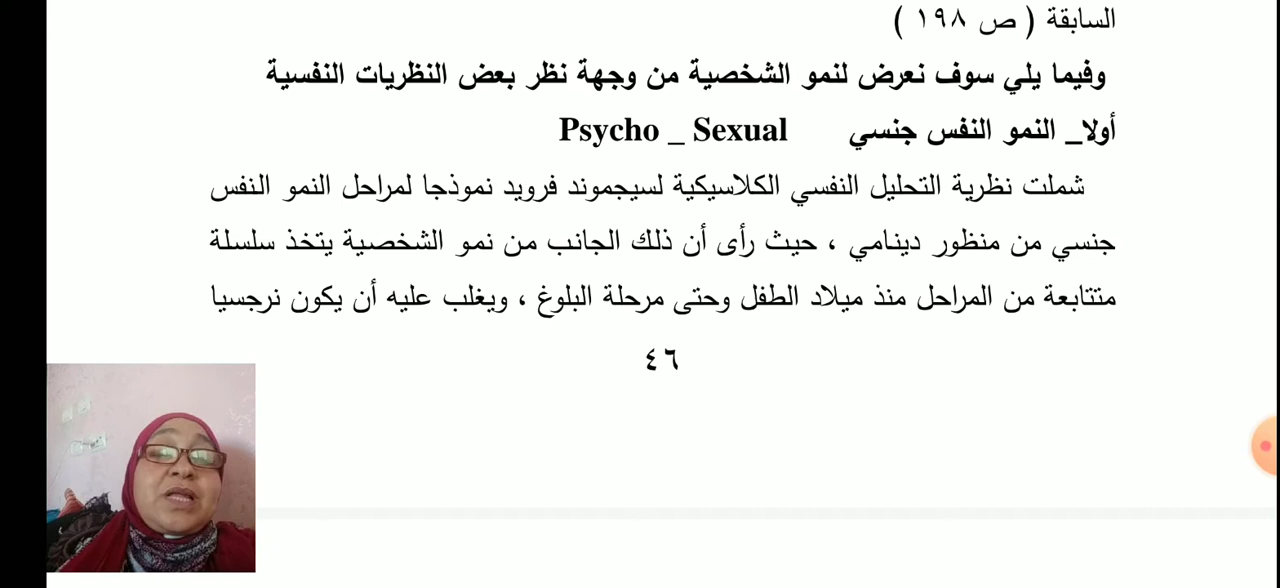 السابقة ( ص ١٩٨ )
وفيما يلي سوف نعرض لنمو الشخصية من وجهة نظر بعض النظريات النفسية
أولا_ النمو النفس جنسي Psycho _ Sexual
شملت نظرية التحليل النفسي الكلاسيكية لسيجموند فرويد نموذجا لمراحل النمو النفس
جنسي من منظور دينامي ، حيث رأى أن ذلك الجانب من نمو الشخصية يتخذ سلسلة
متتابعة من المراحل منذ ميلاد الطفل وحتى مرحلة البلوغ ، ويغلب عليه أن يكون نرجسيا
٤٦